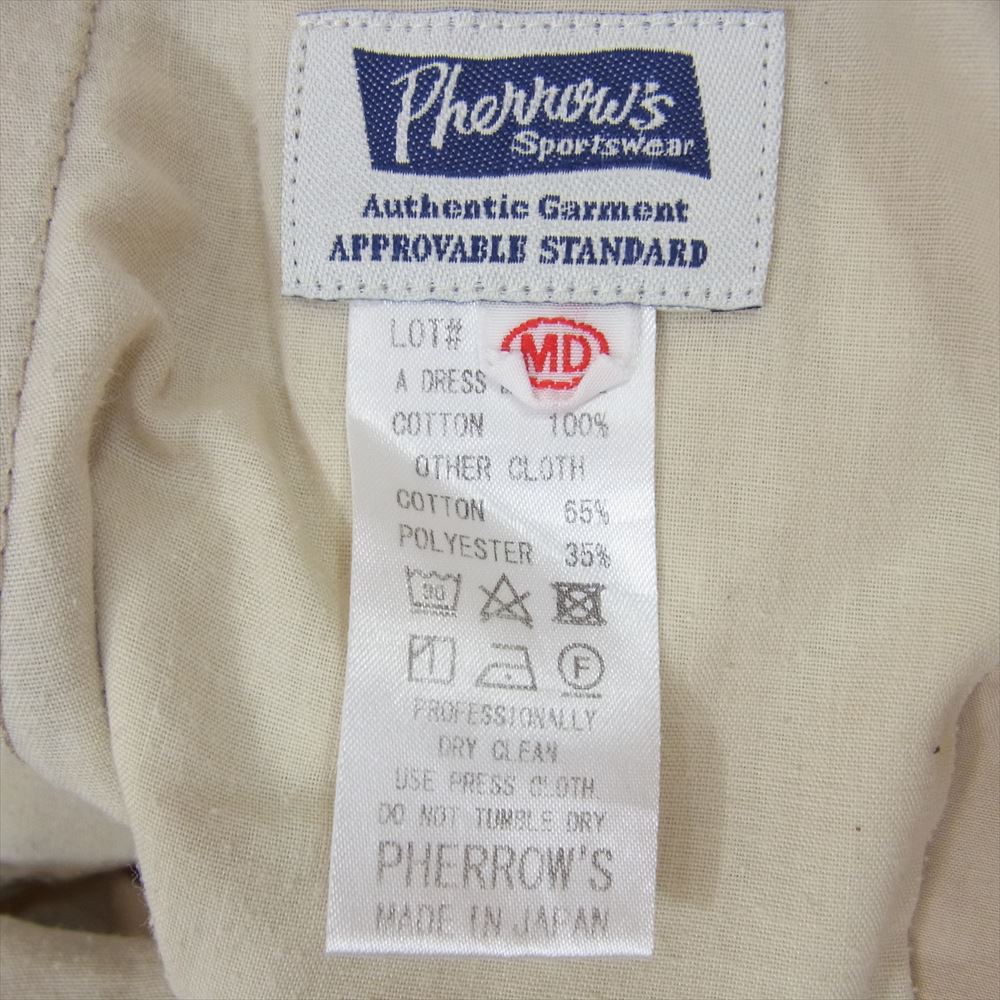 Pherrow's
Sportswear
Authentic Garment
APPROVABLE STANDARD
MD
LOT#
A DRESS
COTTON 100%
OTHER CLOTH
COTTON 65%
POLYESTER 35%
30
F
PROFESSIONALLY
DRY CLEAN
USE PRESS CLOTH
DO NOT TUMBLE DRY
PHERROW'S
MADE IN JAPAN